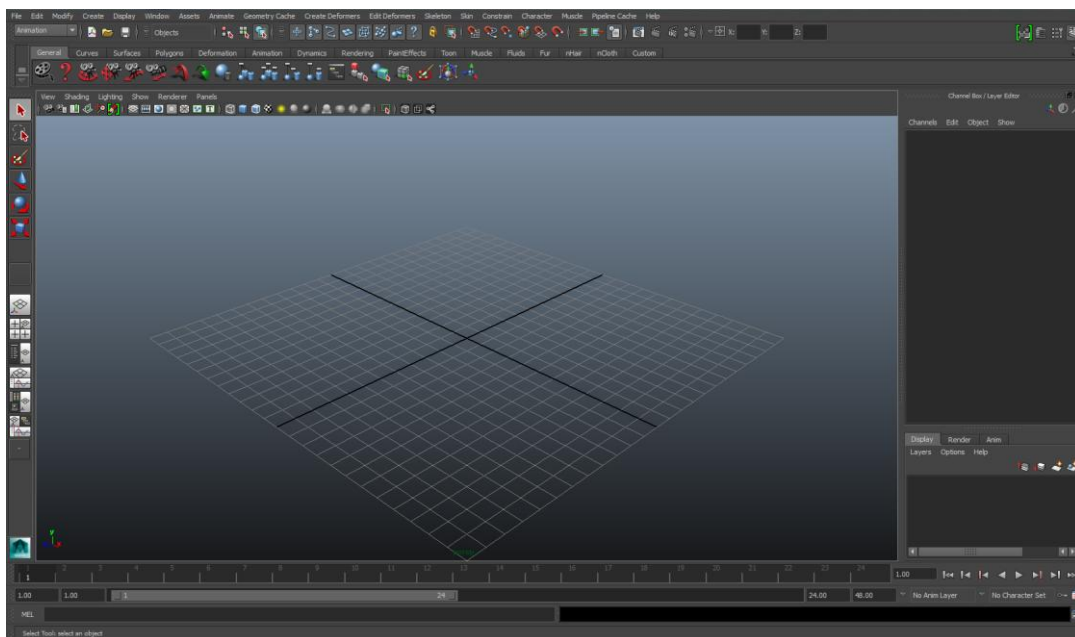 File Edit Modify Create Display Window Assets Animate Geometry Cache Create Deformers Edit Deformers Skeleton Skin Constrain Character Muscle Pipeline Cache Help
Animation Objects X: Y: Z:
General Curves Surfaces Polygons Deformation Animation Dynamics Rendering PaintEffects Toon Muscle Fluids Fur nHair nCloth Custom
View Shading Lighting Show Renderer Panels
Channel Box / Layer Editor
Channels Edit Object Show
Display Render Anim
Layers Options Help
y
persp
1 2 3 4 5 6 7 8 9 10 11 12 13 14 15 16 17 18 19 20 21 22 23 24
1 1.00
1.00 1.00 1 24 24.00 48.00 No Anim Layer No Character Set
MEL
Select Tool: select an object